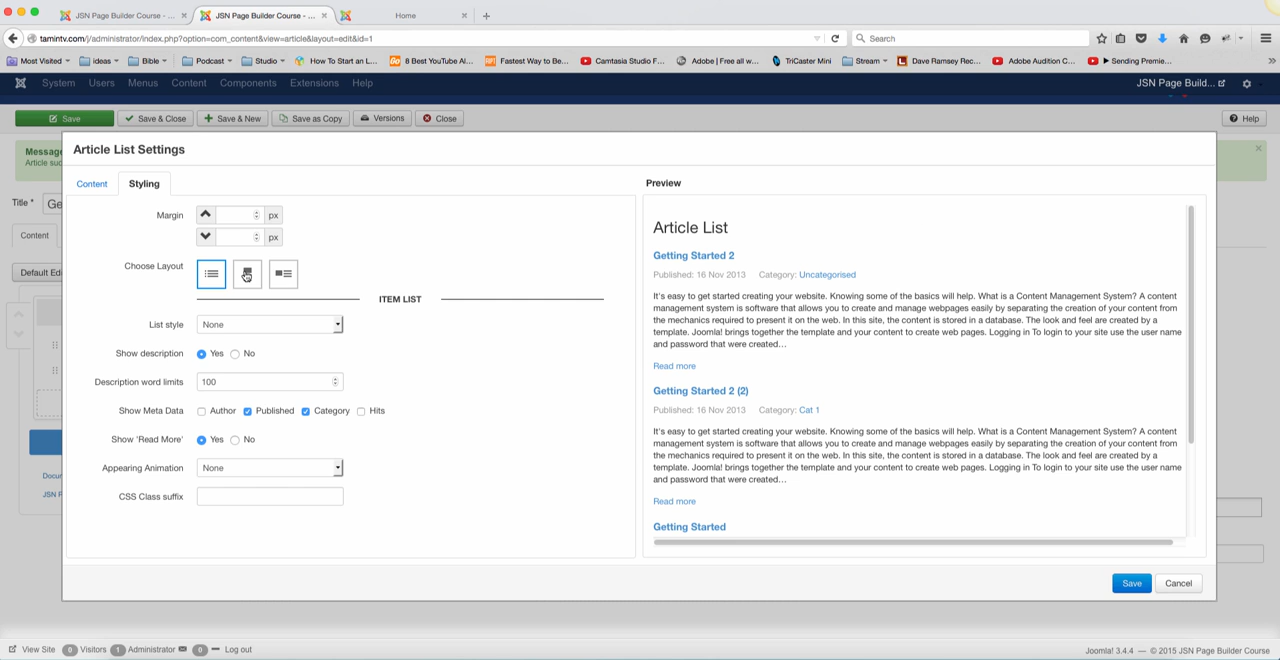 JSN Page Builder Course - ...
JSN Page Builder Course - ...
Home
tamintv.com/j/administrator/index.php?option=com_content&view=article&layout=edit&id=1
Search
Most Visited
ideas
Bible
Podcast
Studio
How To Start an L...
8 Best YouTube Al...
Fastest Way to Be...
Camtasia Studio F...
Adobe | Free all w...
TriCaster Mini
Stream
Dave Ramsey Rec...
Adobe Audition C...
Sending Premie...
System Users Menus Content Components Extensions Help
JSN Page Build...
Save
Save & Close
Save & New
Save as Copy
Versions
Close
Help
Messag
Article suc
Title *
Ge
Content
Default Edi
Docur
JSN P
Article List Settings
Content
Styling
Preview
Margin
px
px
Choose Layout
ITEM LIST
List style
None
Show description
Yes No
Description word limits
100
Show Meta Data
Author Published Category Hits
Show 'Read More'
Yes No
Appearing Animation
None
CSS Class suffix
Article List
Getting Started 2
Published: 16 Nov 2013 Category: Uncategorised
It's easy to get started creating your website. Knowing some of the basics will help. What is a Content Management System? A content
management system is software that allows you to create and manage webpages easily by separating the creation of your content from
the mechanics required to present it on the web. In this site, the content is stored in a database. The look and feel are created by a
template. Joomla! brings together the template and your content to create web pages. Logging in To login to your site use the user name
and password that were created...
Read more
Getting Started 2 (2)
Published: 16 Nov 2013 Category: Cat 1
It's easy to get started creating your website. Knowing some of the basics will help. What is a Content Management System? A content
management system is software that allows you to create and manage webpages easily by separating the creation of your content from
the mechanics required to present it on the web. In this site, the content is stored in a database. The look and feel are created by a
template. Joomla! brings together the template and your content to create web pages. Logging in To login to your site use the user name
and password that were created...
Read more
Getting Started
Save
Cancel
View Site
0 Visitors
1 Administrator
0
Log out
Joomla! 3.4.4 — © 2015 JSN Page Builder Course